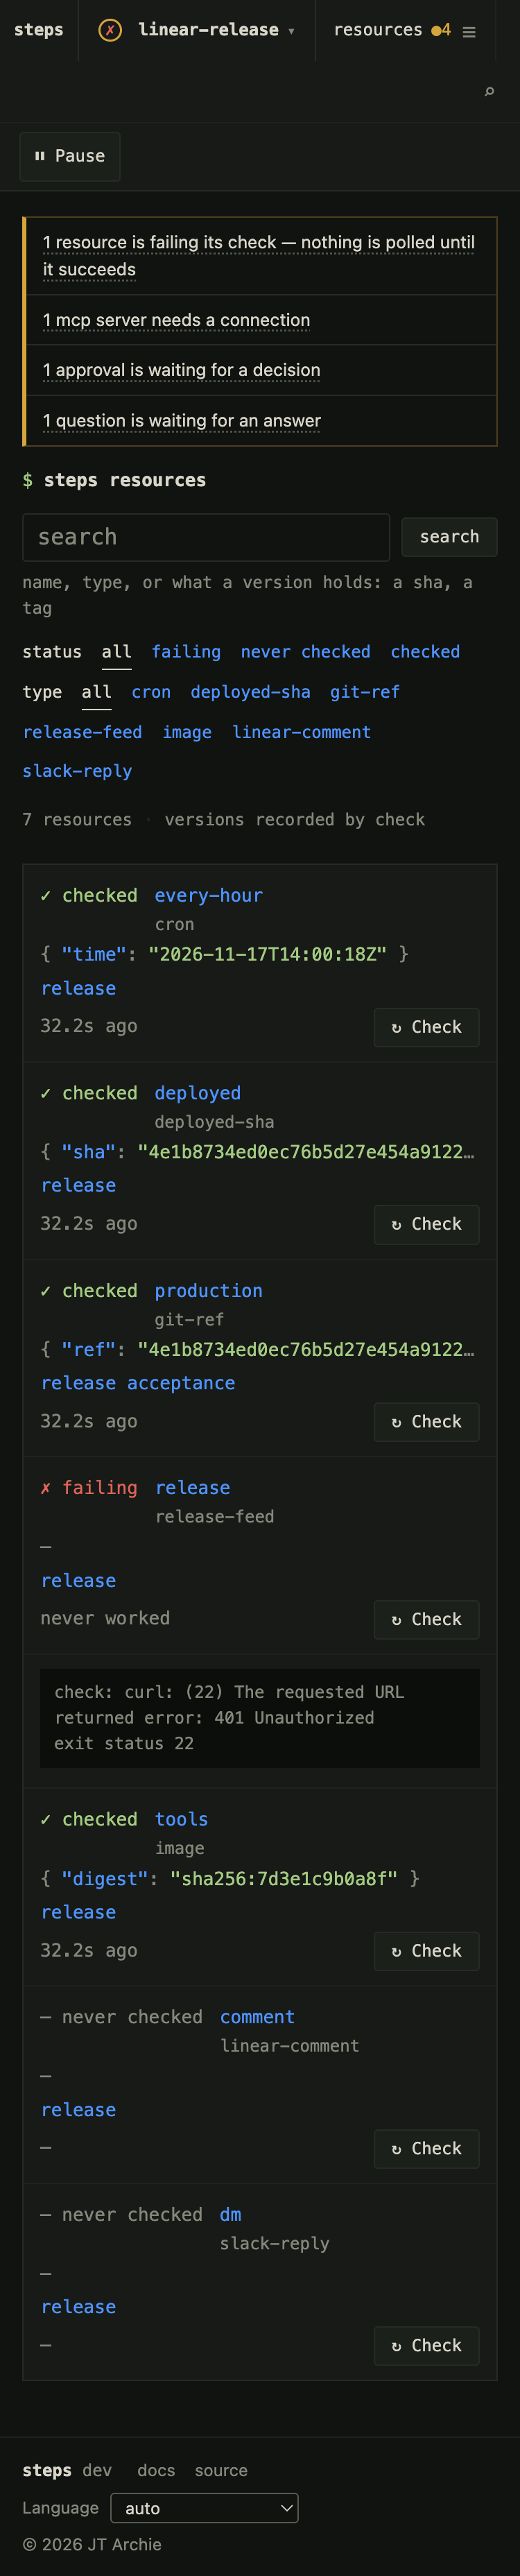 steps ✗ linear-release ▾ resources ●4 ≡
⌕
⏸ Pause
1 resource is failing its check — nothing is polled until
it succeeds
1 mcp server needs a connection
1 approval is waiting for a decision
1 question is waiting for an answer
$ steps resources
search search
name, type, or what a version holds: a sha, a
tag
status all failing never checked checked
type all cron deployed-sha git-ref
release-feed image linear-comment
slack-reply
7 resources · versions recorded by check
✓ checked every-hour
cron
{ "time": "2026-11-17T14:00:18Z" }
release
32.2s ago ↻ Check
✓ checked deployed
deployed-sha
{ "sha": "4e1b8734ed0ec76b5d27e454a9122…
release
32.2s ago ↻ Check
✓ checked production
git-ref
{ "ref": "4e1b8734ed0ec76b5d27e454a9122…
release acceptance
32.2s ago ↻ Check
✗ failing release
release-feed
—
release
never worked ↻ Check
check: curl: (22) The requested URL
returned error: 401 Unauthorized
exit status 22
✓ checked tools
image
{ "digest": "sha256:7d3e1c9b0a8f" }
release
32.2s ago ↻ Check
— never checked comment
linear-comment
—
release
— ↻ Check
— never checked dm
slack-reply
—
release
— ↻ Check
steps dev docs source
Language auto
© 2026 JT Archie